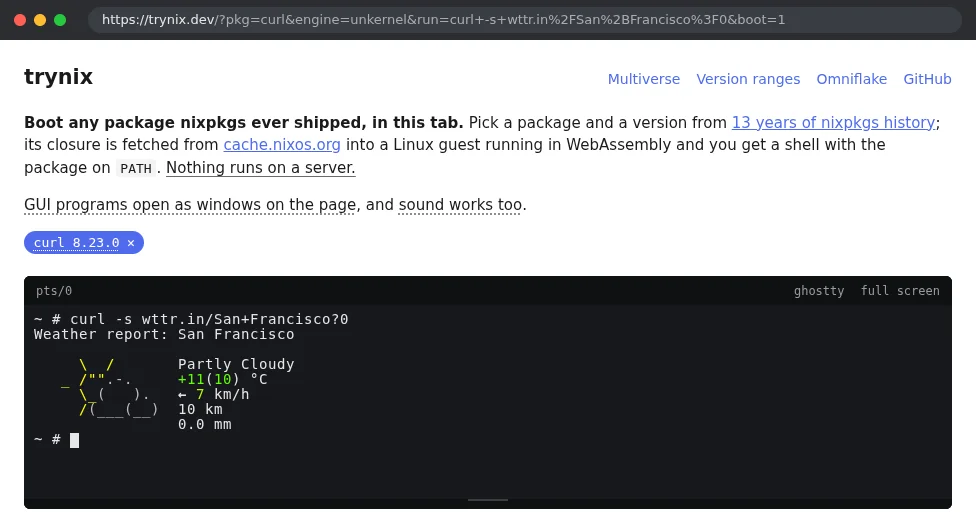 https://trynix.dev/?pkg=curl&engine=unkernel&run=curl+-s+wttr.in%2FSan%2BFrancisco%3F0&boot=1
trynix
Multiverse Version ranges Omniflake GitHub
Boot any package nixpkgs ever shipped, in this tab. Pick a package and a version from 13 years of nixpkgs history;
its closure is fetched from cache.nixos.org into a Linux guest running in WebAssembly and you get a shell with the
package on PATH. Nothing runs on a server.
GUI programs open as windows on the page, and sound works too.
curl 8.23.0 ×
pts/0 ghostty full screen
~ # curl -s wttr.in/San+Francisco?0
Weather report: San Francisco
    \  /       Partly Cloudy
  _ /"".-.     +11(10) °C
    \_(   ).   ← 7 km/h
    /(___(__)  10 km
               0.0 mm
~ #